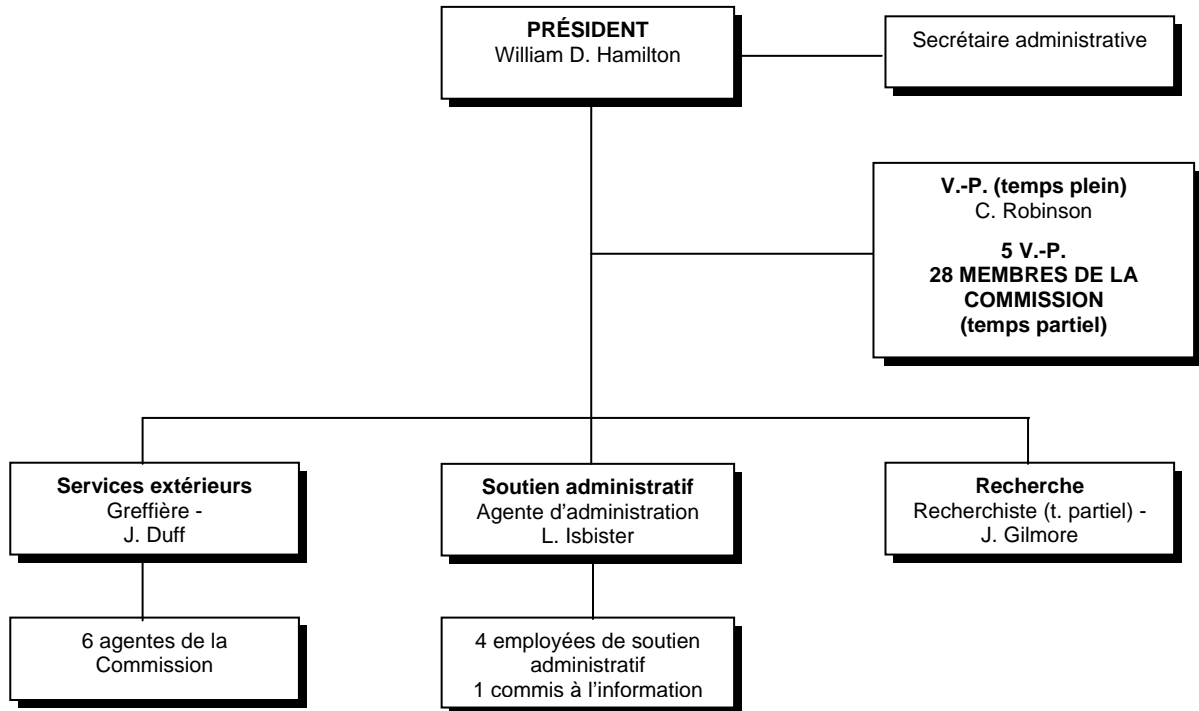 PRÉSIDENT
William D. Hamilton
Secrétaire administrative
V.-P. (temps plein)
C. Robinson
5 V.-P.
28 MEMBRES DE LA
COMMISSION
(temps partiel)
Services extérieurs
Greffière -
J. Duff
Soutien administratif
Agente d'administration
L. Isbister
Recherche
Recherchiste (t. partiel) -
J. Gilmore
6 agentes de la
Commission
4 employées de soutien
administratif
1 commis à l'information